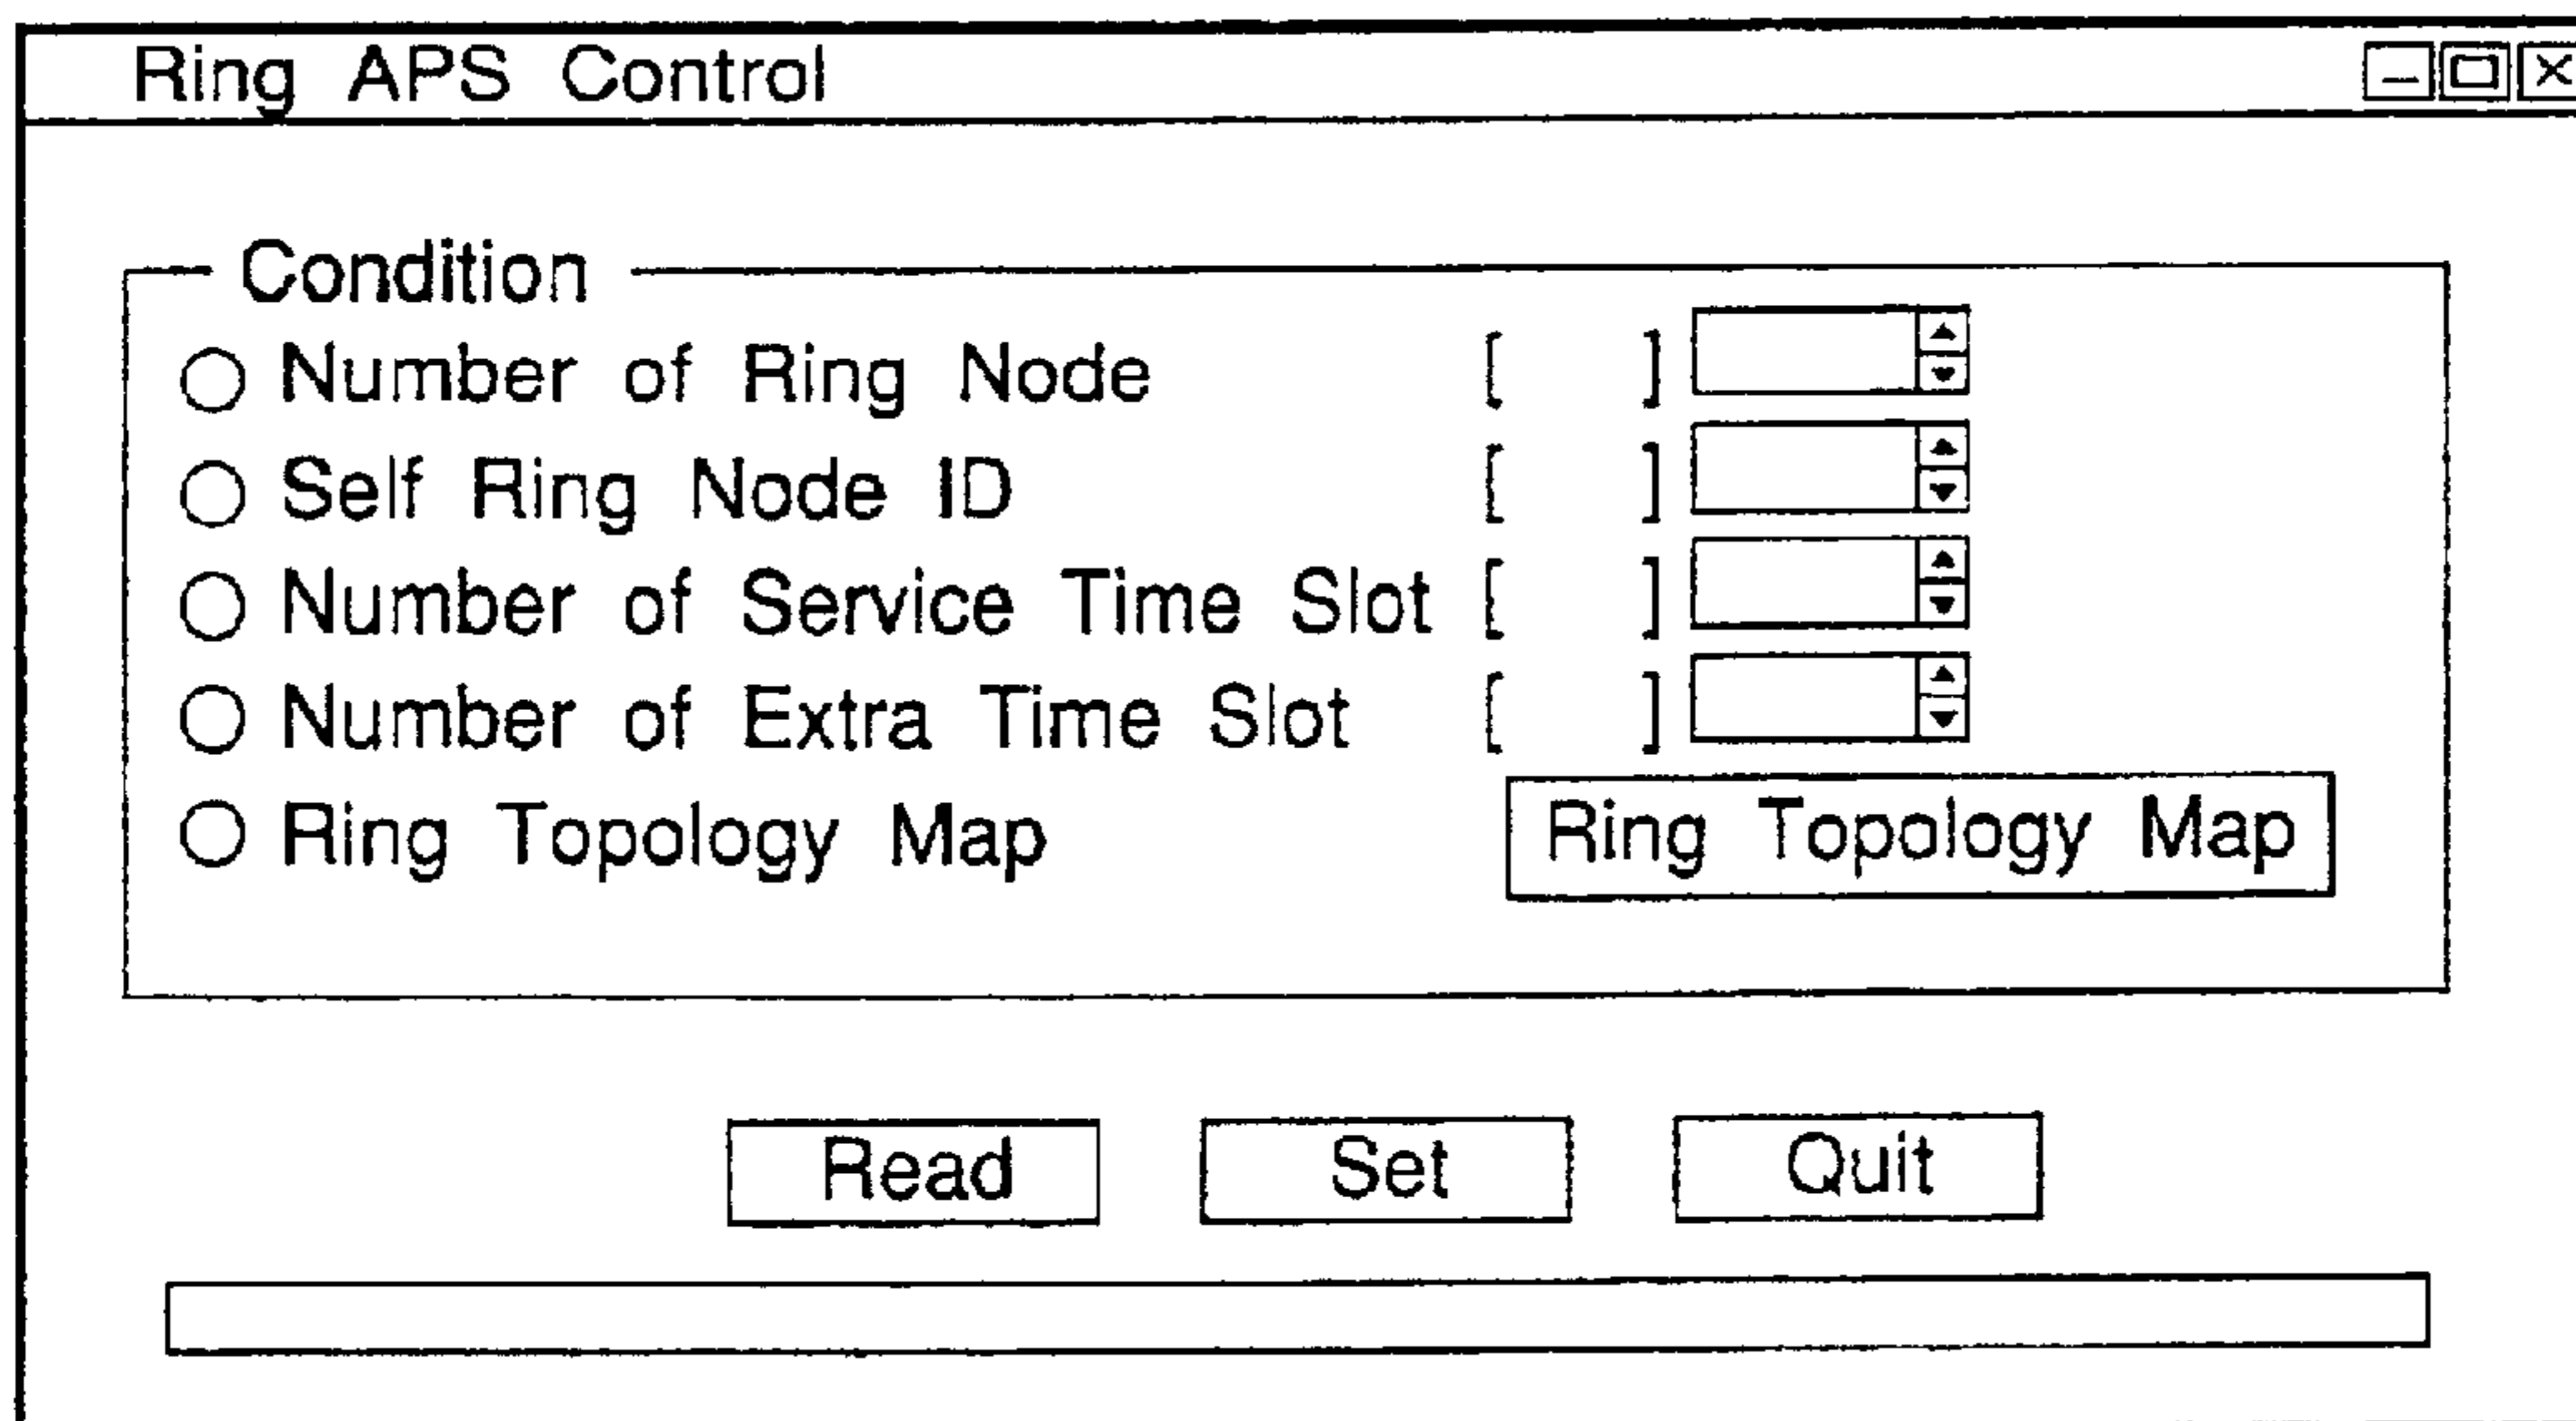 Ring APS Control
Condition
Number of Ring Node [ ]
Self Ring Node ID [ ]
Number of Service Time Slot [ ]
Number of Extra Time Slot [ ]
Ring Topology Map Ring Topology Map
Read Set Quit